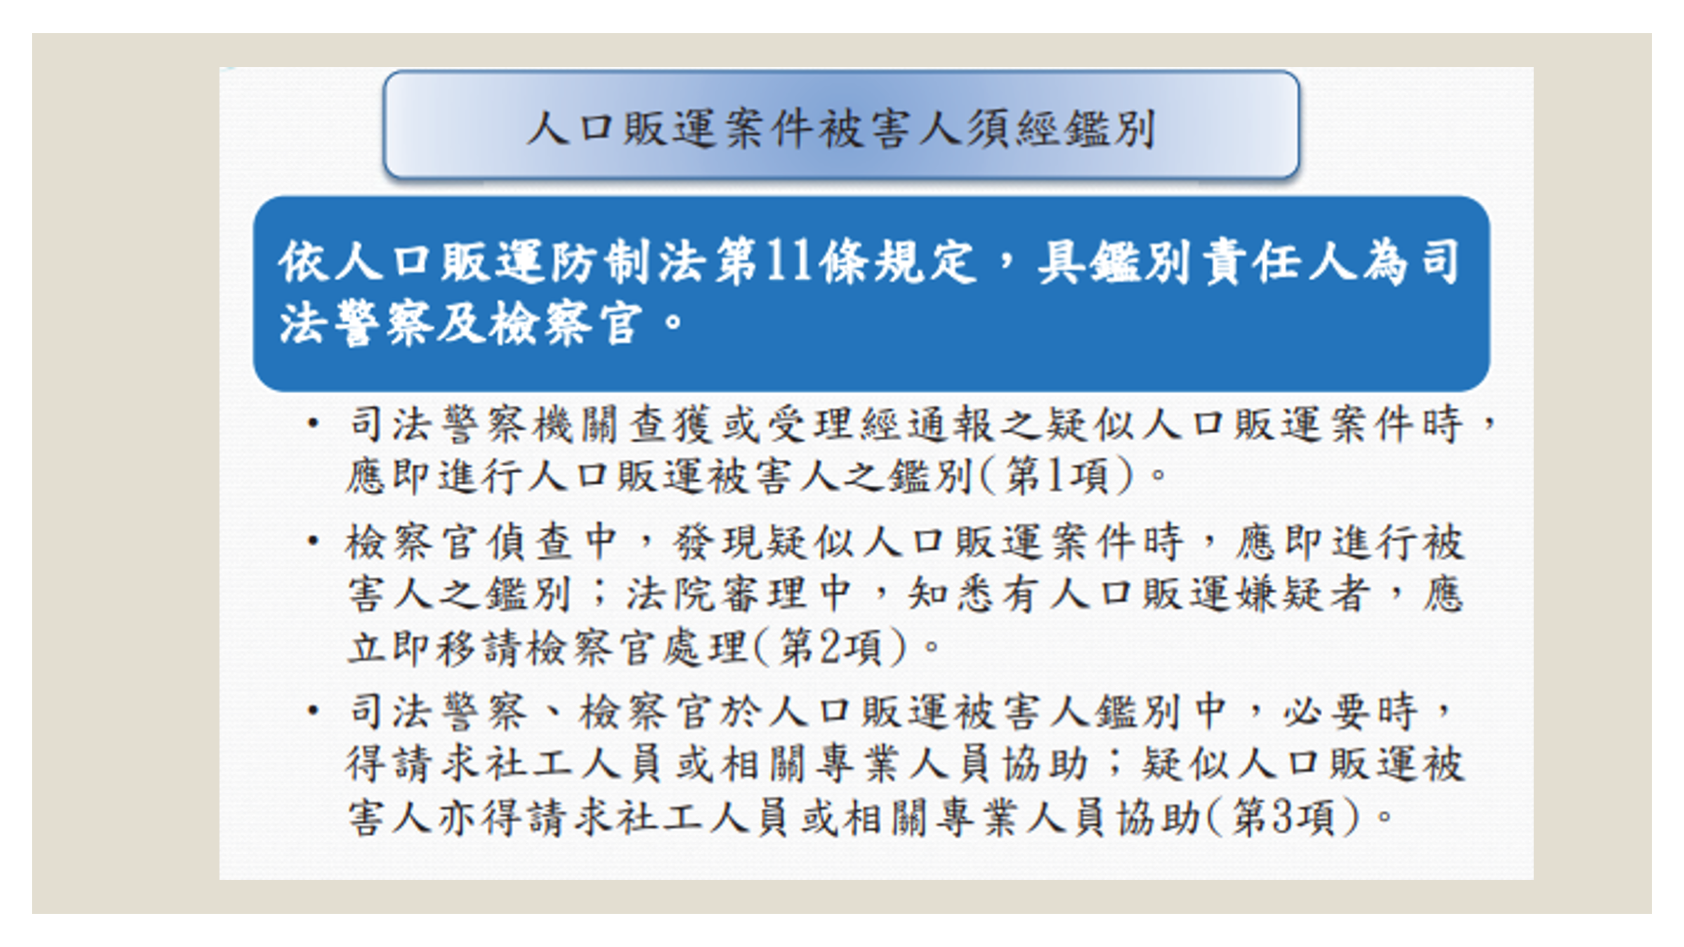 人口販運案件被害人須經鑑別
依人口販運防制法第11條規定，具鑑別責任人為司
法警察及檢察官。
• 司法警察機關查獲或受理經通報之疑似人口販運案件時，
應即進行人口販運被害人之鑑別(第1項)。
• 檢察官偵查中，發現疑似人口販運案件時，應即進行被
害人之鑑別；法院審理中，知悉有人口販運嫌疑者，應
立即移請檢察官處理(第2項)。
• 司法警察、檢察官於人口販運被害人鑑別中，必要時，
得請求社工人員或相關專業人員協助；疑似人口販運被
害人亦得請求社工人員或相關專業人員協助(第3項)。